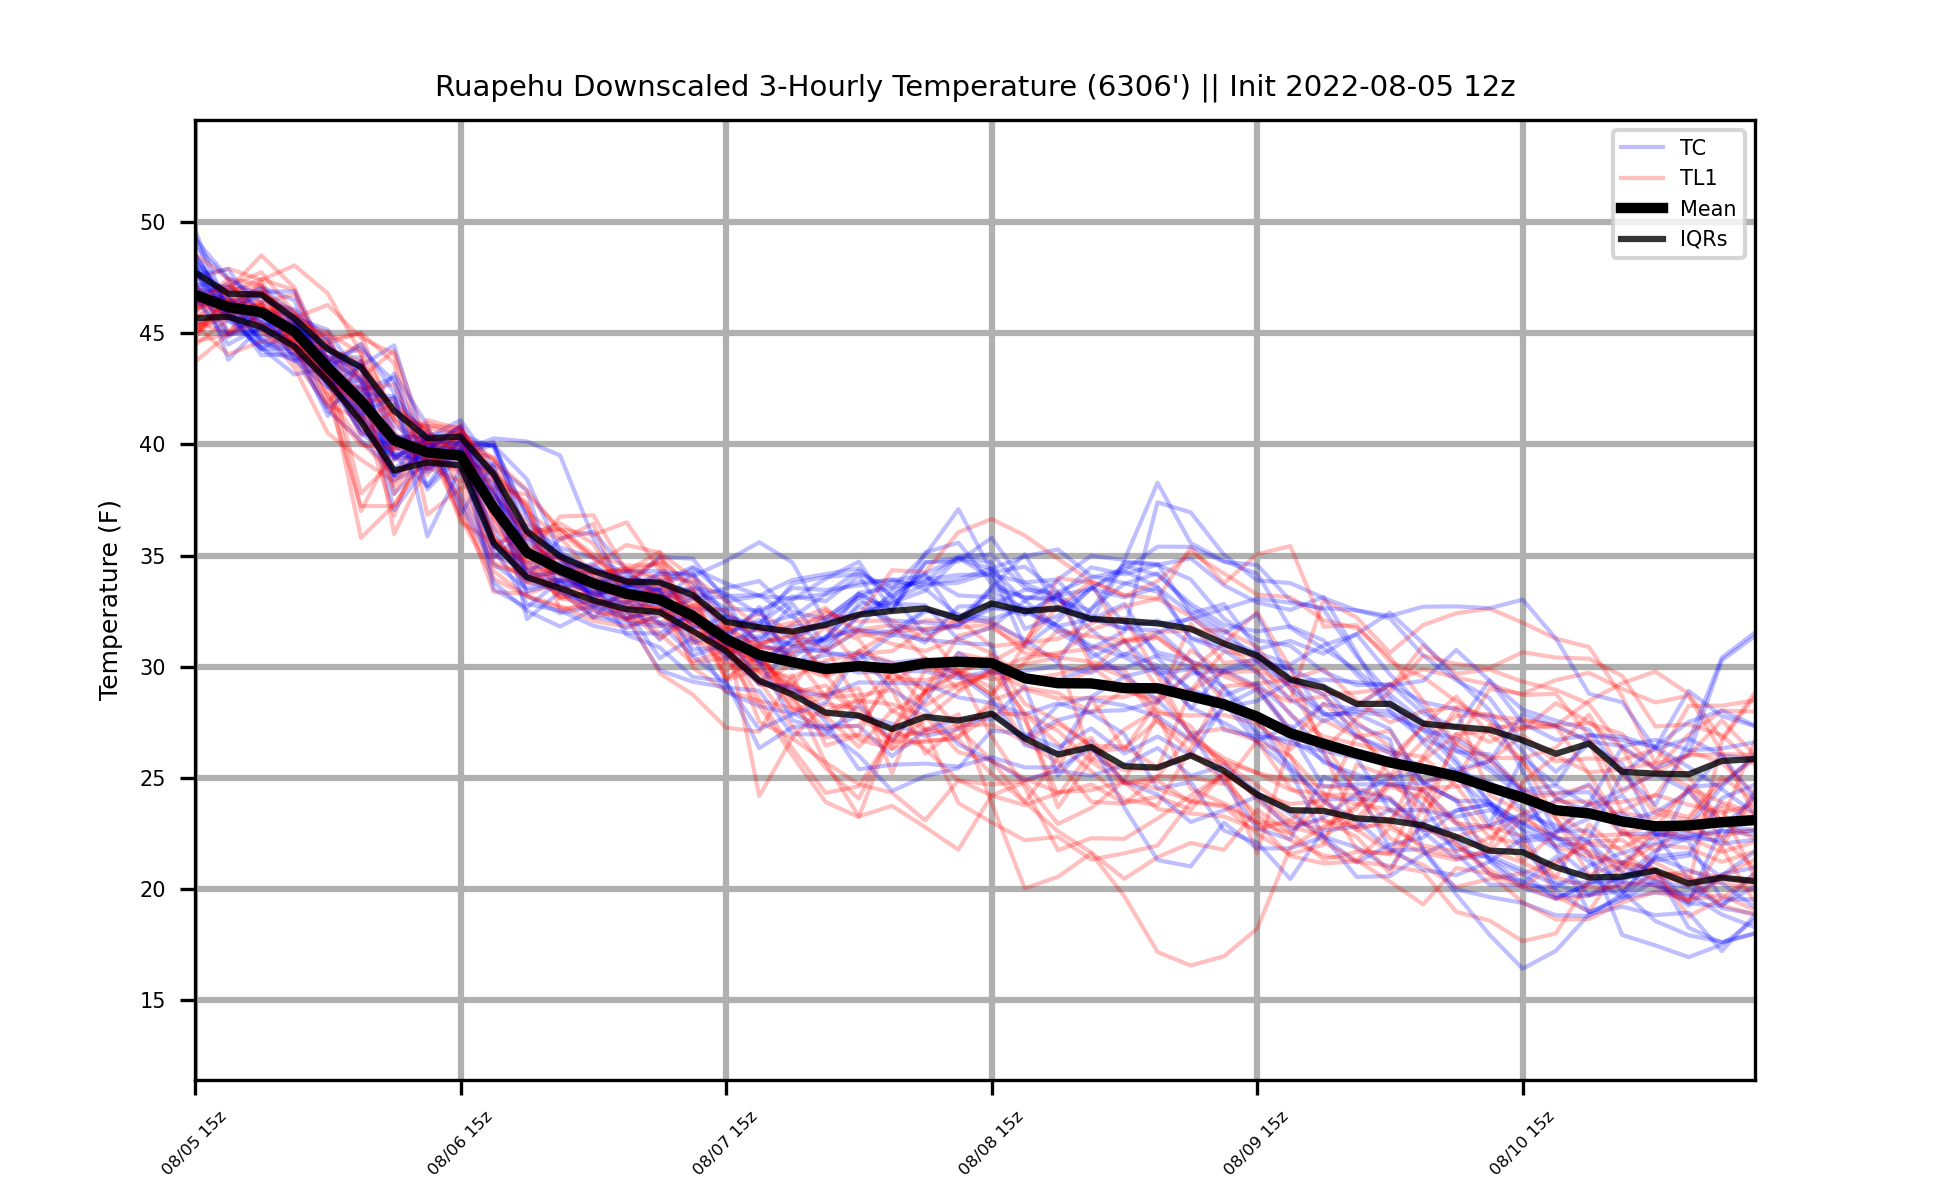 Ruapehu Downscaled 3-Hourly Temperature (6306') || Init 2022-08-05 12z
TC
TL1
Mean
IQRs
Temperature (F)
50
45
40
35
30
25
20
15
08/05 15z
08/06 15z
08/07 15z
08/08 15z
08/09 15z
08/10 15z